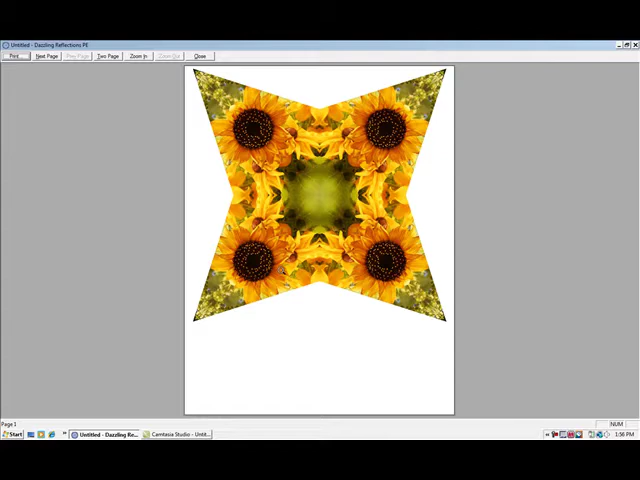 Untitled - Dazzling Reflections PE
Print... Next Page Prev Page Two Page Zoom In Zoom Out Close
Page 1 NUM
Start » Untitled - Dazzling Re... Camtasia Studio - Untit... « 1:56 PM